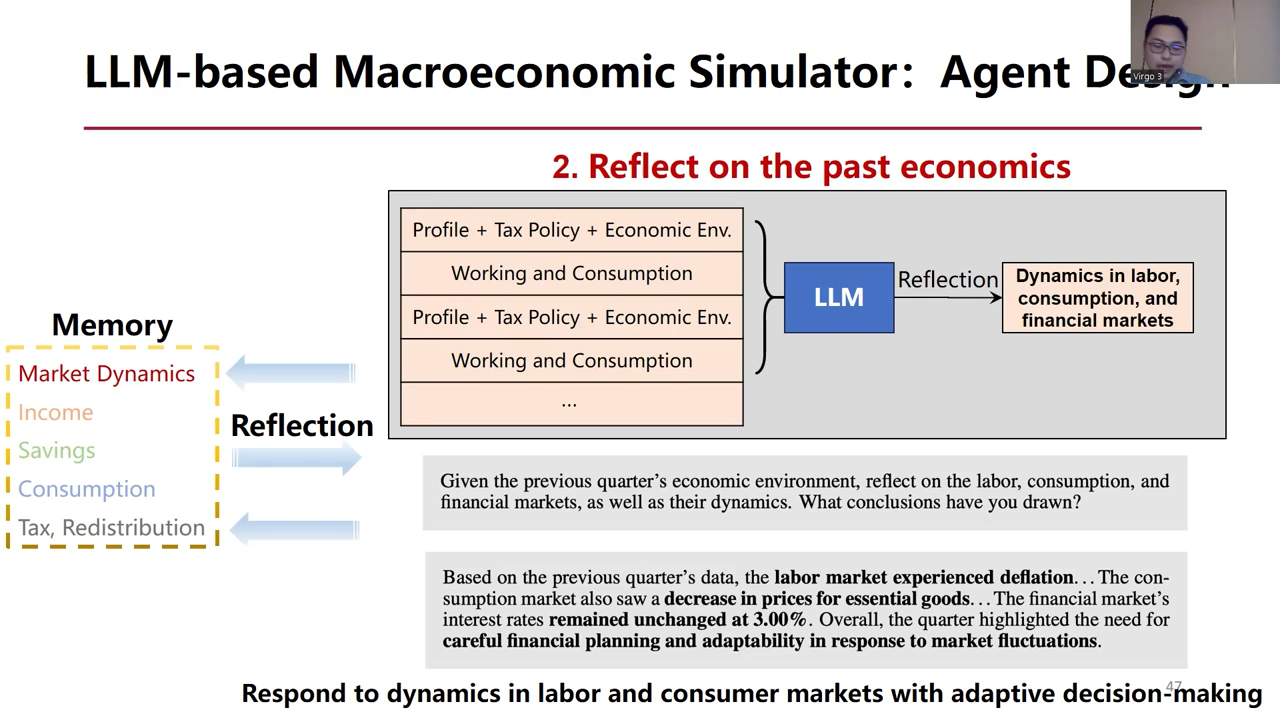 LLM-based Macroeconomic Simulator: Agent Design
Virgo 3
2. Reflect on the past economics
Profile + Tax Policy + Economic Env.
Working and Consumption
Profile + Tax Policy + Economic Env.
Working and Consumption
...
LLM
Reflection
Dynamics in labor,
consumption, and
financial markets
Memory
Market Dynamics
Income
Savings
Consumption
Tax, Redistribution
Reflection
Given the previous quarter's economic environment, reflect on the labor, consumption, and
financial markets, as well as their dynamics. What conclusions have you drawn?
Based on the previous quarter's data, the labor market experienced deflation... The con-
sumption market also saw a decrease in prices for essential goods... The financial market's
interest rates remained unchanged at 3.00%. Overall, the quarter highlighted the need for
careful financial planning and adaptability in response to market fluctuations.
47
Respond to dynamics in labor and consumer markets with adaptive decision-making